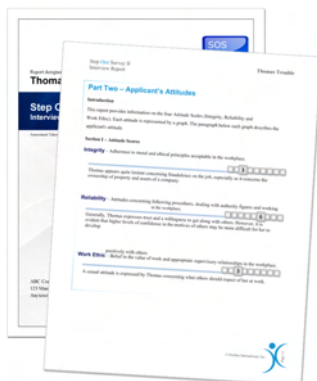 SOS
Thoma
Step O
Interview
ABC Co
Step One Survey II
Interview Report
Thomas Trouble
Part Two – Applicant's Attitudes
Introduction
This report provides information on the four Attitude Scales (Integrity, Reliability and
Work Ethic). Each attitude is represented by a graph. The paragraph below each graph describes the
applicant's attitude.
Section I – Attitude Scores
Integrity - Adherence to moral and ethical principles acceptable in the workplace.
3
Thomas appears quite lenient concerning fraudulence on the job, especially as it concerns the
ownership of property and assets of a company.
Reliability - Attitudes concerning following procedures, dealing with authority figures and working
in the workplace.
6
Generally, Thomas expresses trust and a willingness to get along with others. However, it is
evident that higher levels of confidence in the motives of others may be more difficult for
develop
positively with others
Work Ethic - Belief in the value of work and appropriate supervisory relationships in the workplace.
3
A casual attitude is expressed by Thomas concerning what others should expect of her at work.